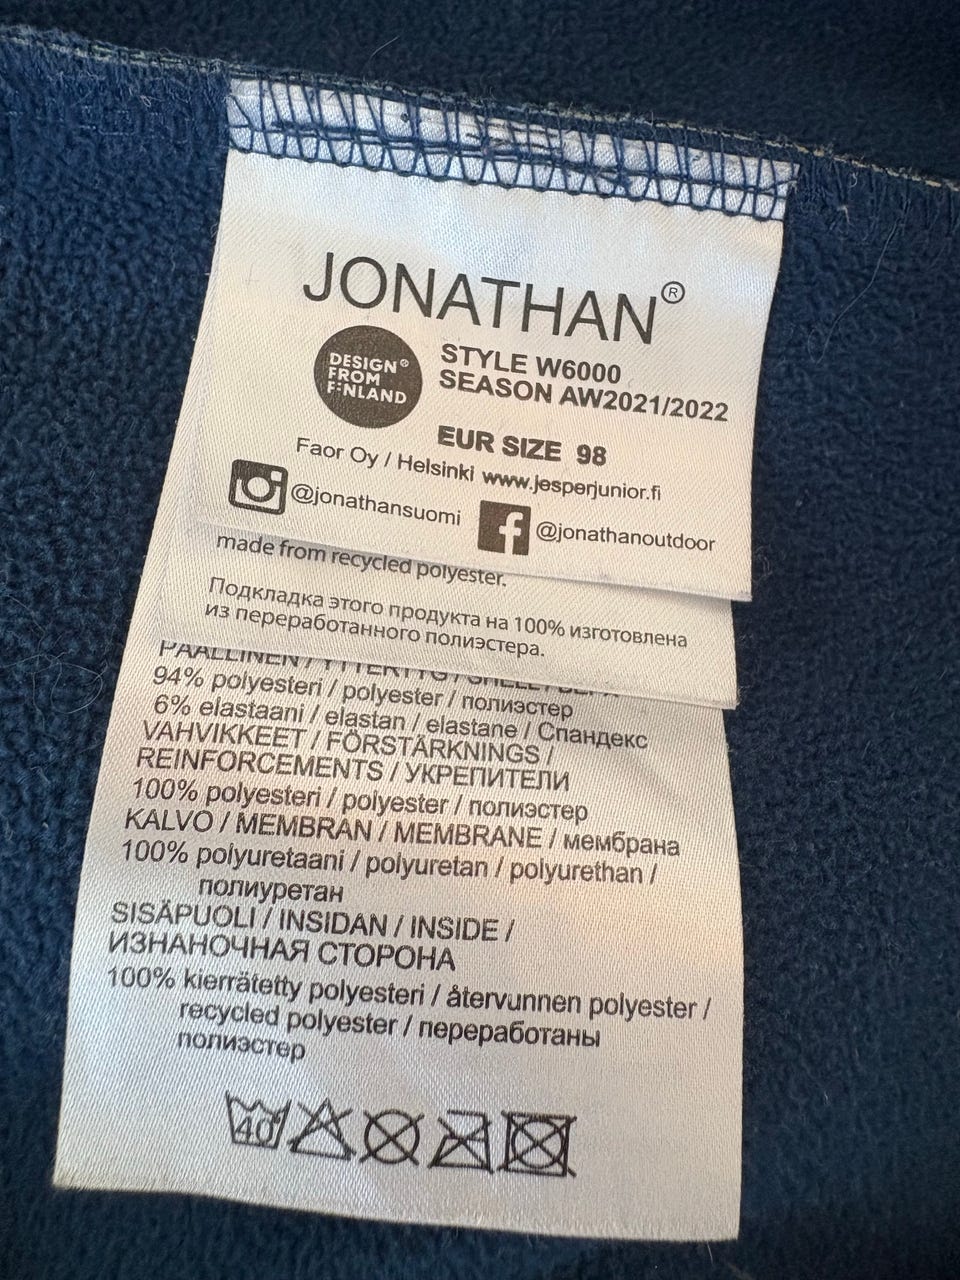 JONATHAN®
DESIGN®
FROM
FINLAND
STYLE W6000
SEASON AW2021/2022
EUR SIZE 98
Faor Oy / Helsinki www.jesperjunior.fi
@jonathansuomi
@jonathanoutdoor
made from recycled polyester.
Подкладка этого продукта на 100% изготовлена
из переработанного полиэстера.
PÄÄLLINEN / YTTERTYG / SHELL /
94% polyesteri / polyester / полиэстер
6% elastaani / elastan / elastane / Спандекс
VAHVIKKEET / FÖRSTÄRKNINGS /
REINFORCEMENTS / УКРЕПИТЕЛИ
100% polyesteri / polyester / полиэстер
KALVO / MEMBRAN / MEMBRANE / мембрана
100% polyuretaani / polyuretan / polyurethan /
полиуретан
SISÄPUOLI / INSIDAN / INSIDE /
ИЗНАНОЧНАЯ СТОРОНА
100% kierrätetty polyesteri / återvunnen polyester /
recycled polyester / переработаны
полиэстер
40